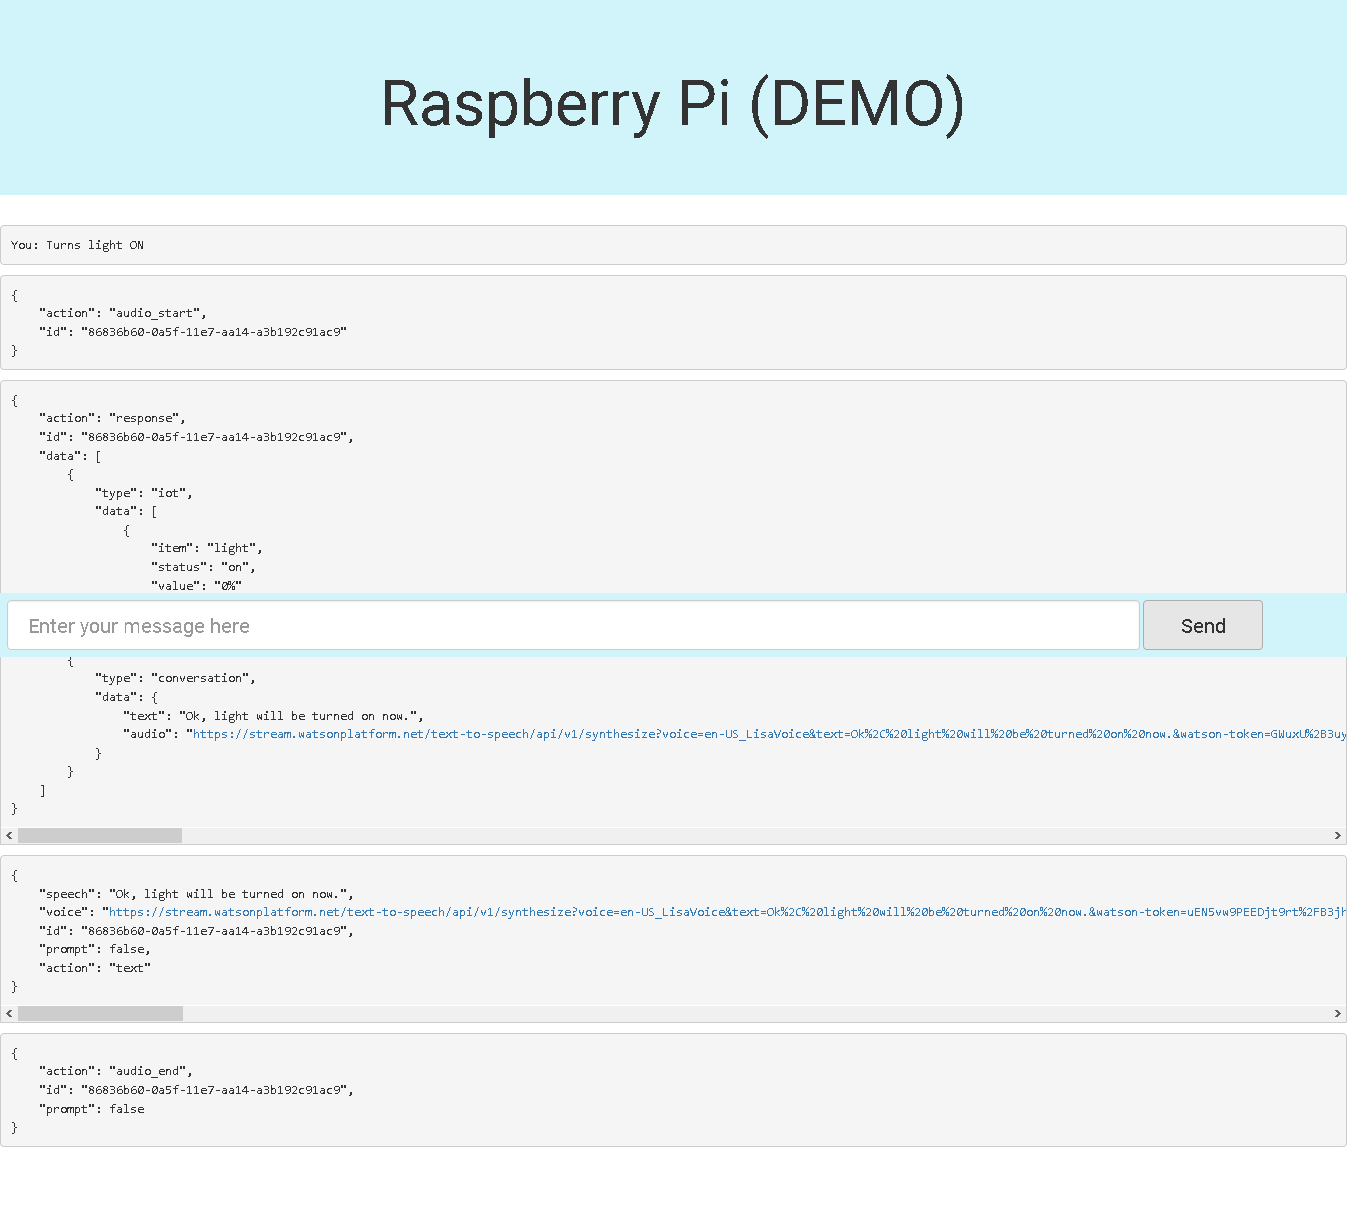 Raspberry Pi (DEMO)
You: Turns light ON
{
    "action": "audio_start",
    "id": "86836b60-0a5f-11e7-aa14-a3b192c91ac9"
}
{
    "action": "response",
    "id": "86836b60-0a5f-11e7-aa14-a3b192c91ac9",
    "data": [
        {
            "type": "iot",
            "data": [
                {
                    "item": "light",
                    "status": "on",
                    "value": "0%"
Enter your message here Send
        {
            "type": "conversation",
            "data": {
                "text": "Ok, light will be turned on now.",
                "audio": "https://stream.watsonplatform.net/text-to-speech/api/v1/synthesize?voice=en-US_LisaVoice&text=Ok%2C%20light%20will%20be%20turned%20on%20now.&watson-token=GWuxU%2B3uy
            }
        }
    ]
}
{
    "speech": "Ok, light will be turned on now.",
    "voice": "https://stream.watsonplatform.net/text-to-speech/api/v1/synthesize?voice=en-US_LisaVoice&text=Ok%2C%20light%20will%20be%20turned%20on%20now.&watson-token=uEN5vw9PEEDjt9rt%2FB3jh
    "id": "86836b60-0a5f-11e7-aa14-a3b192c91ac9",
    "prompt": false,
    "action": "text"
}
{
    "action": "audio_end",
    "id": "86836b60-0a5f-11e7-aa14-a3b192c91ac9",
    "prompt": false
}